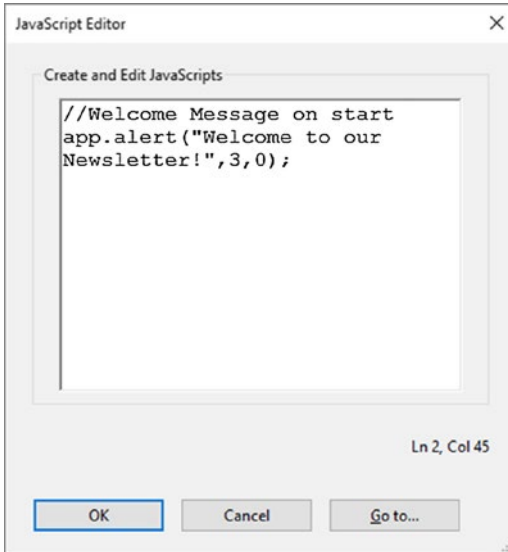 JavaScript Editor
Create and Edit JavaScripts
//Welcome Message on start
app.alert("Welcome to our
Newsletter!",3,0);
Ln 2, Col 45
OK Cancel Go to...